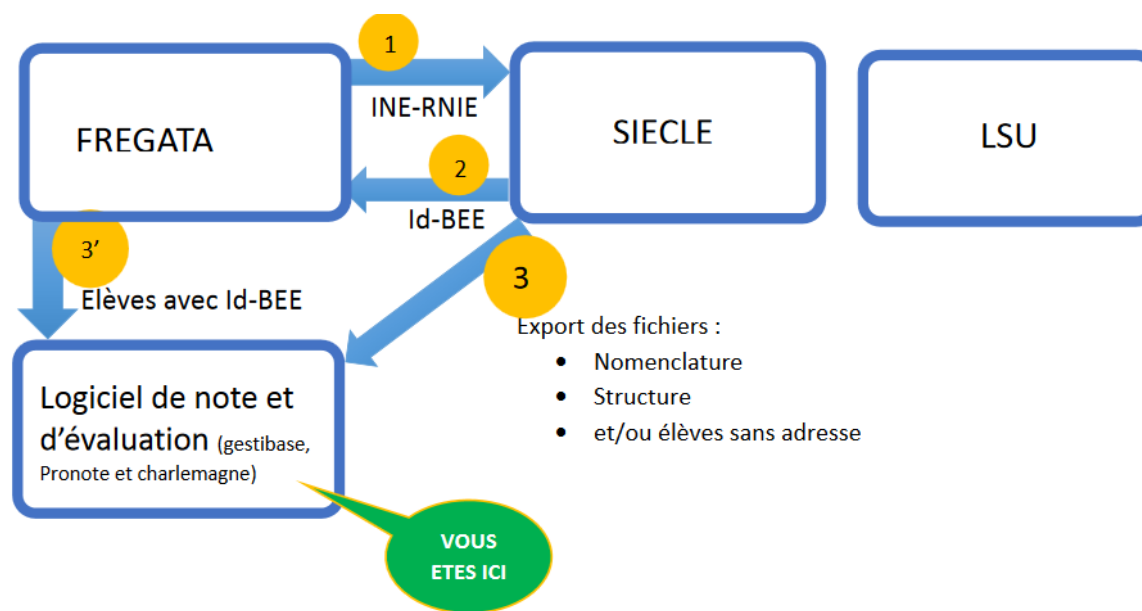 1
INE-RNIE
FREGATA
SIECLE
LSU
2
Id-BEE
3’
Elèves avec Id-BEE
3
Export des fichiers :
• Nomenclature
• Structure
• et/ou élèves sans adresse
Logiciel de note et
d’évaluation (gestibase,
Pronote et charlemagne)
VOUS
ETES ICI